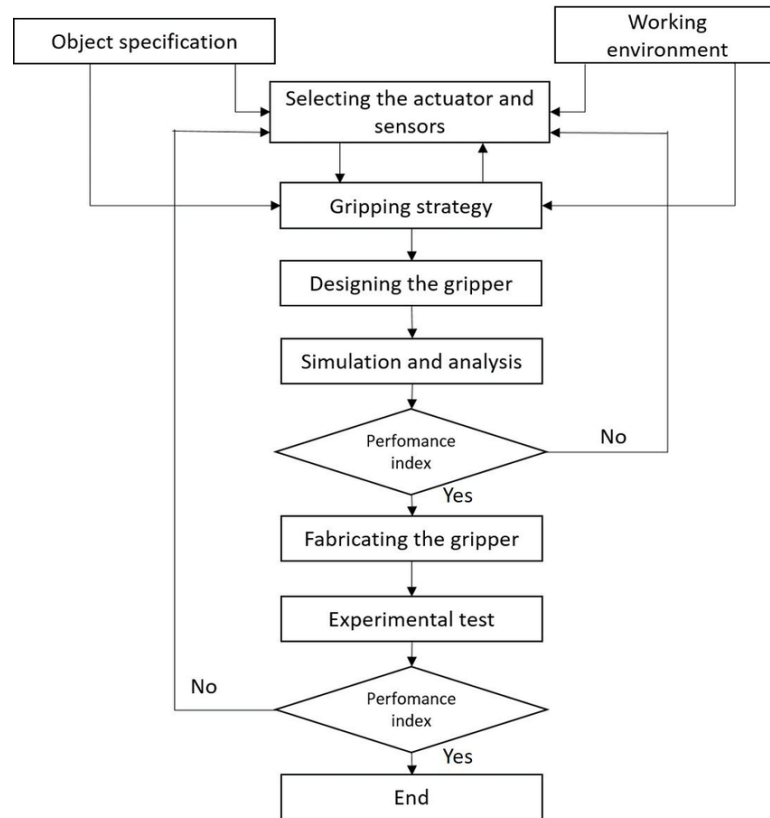 Object specification
Working
environment
Selecting the actuator and
sensors
Gripping strategy
Designing the gripper
Simulation and analysis
Perfomance
index
No
Yes
Fabricating the gripper
Experimental test
No
Perfomance
index
Yes
End